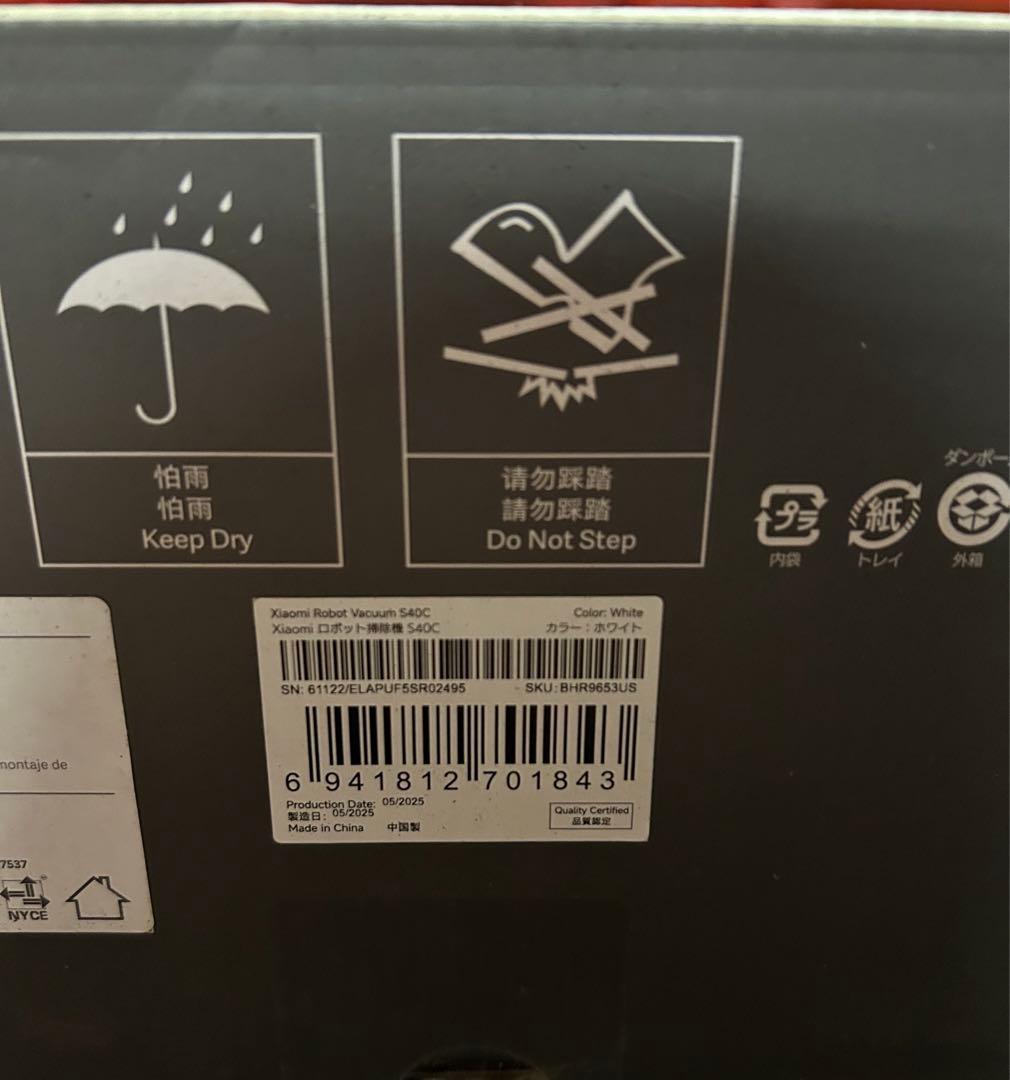 怕雨
怕雨
Keep Dry
请勿踩踏
請勿踩踏
Do Not Step
ダンボー
プラ
内袋
紙
トレイ
外箱
montaje de
7537
NYCE
Xiaomi Robot Vacuum S40C
Color: White
Xiaomi ロボット掃除機 S40C
カラー：ホワイト
SN: 61122/ELAPUF5SR02495
SKU: BHR9653US
6 941812 701843
Production Date: 05/2025
製造日: 05/2025
Made in China 中国製
Quality Certified
品質認定